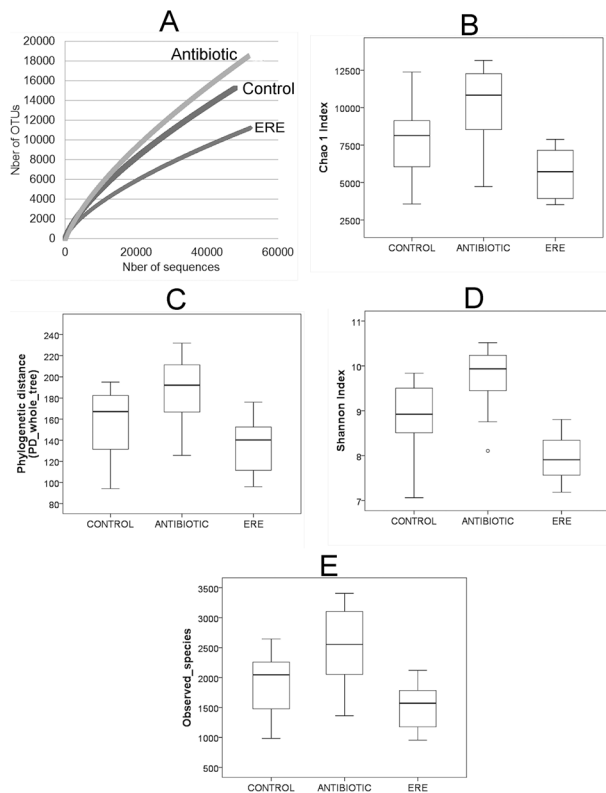 A
20000
18000
16000
14000
12000
10000
8000
6000
4000
2000
0
Nber of OTUs
Antibiotic
Control
ERE
0 20000 40000 60000
Nber of sequences
B
Chao 1 Index
12500
10000
7500
5000
2500
CONTROL ANTIBIOTIC ERE
C
Phylogenetic distance
(PD_whole_tree)
240
220
200
180
160
140
120
100
80
CONTROL ANTIBIOTIC ERE
D
Shannon Index
11
10
9
8
7
CONTROL ANTIBIOTIC ERE
E
Observed_species
3500
3000
2500
2000
1500
1000
500
CONTROL ANTIBIOTIC ERE